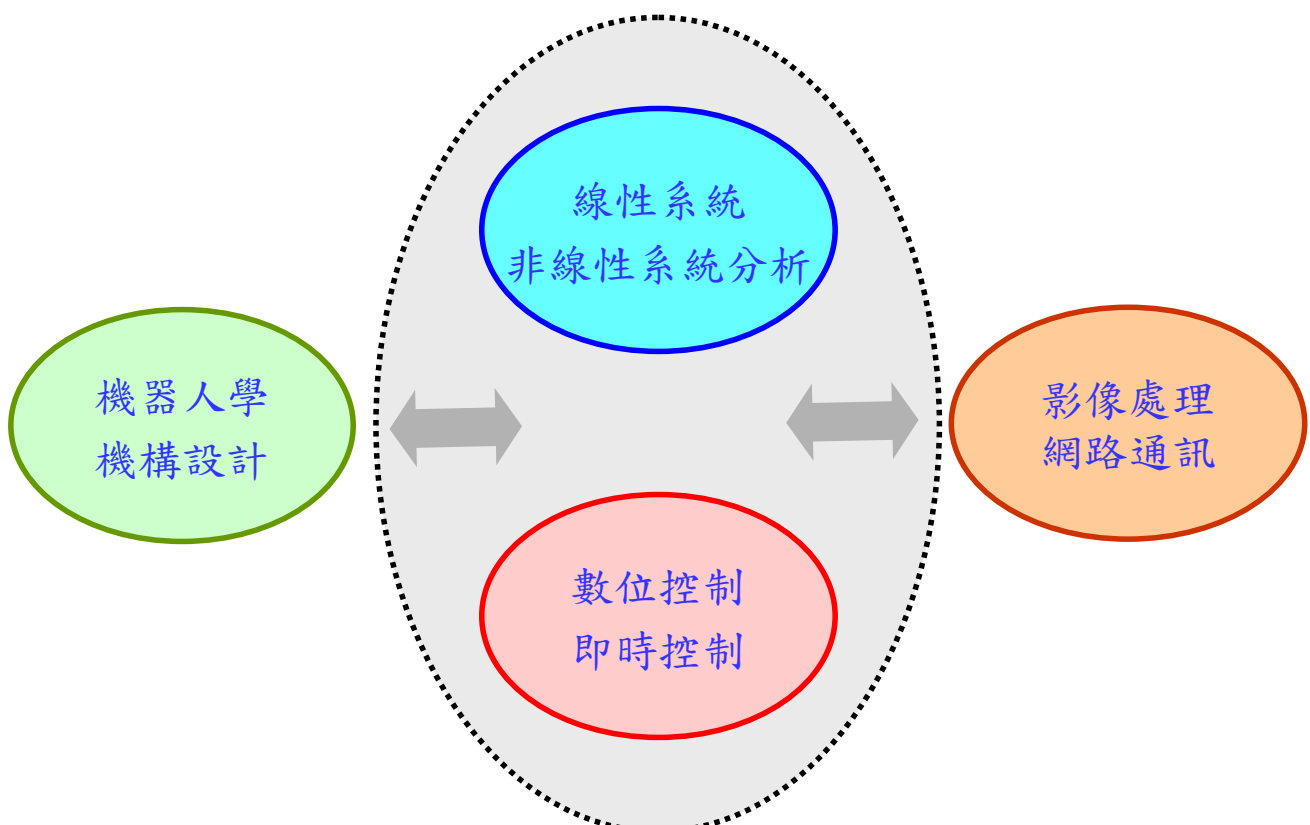 線性系統
非線性系統分析
機器人學
機構設計
影像處理
網路通訊
數位控制
即時控制